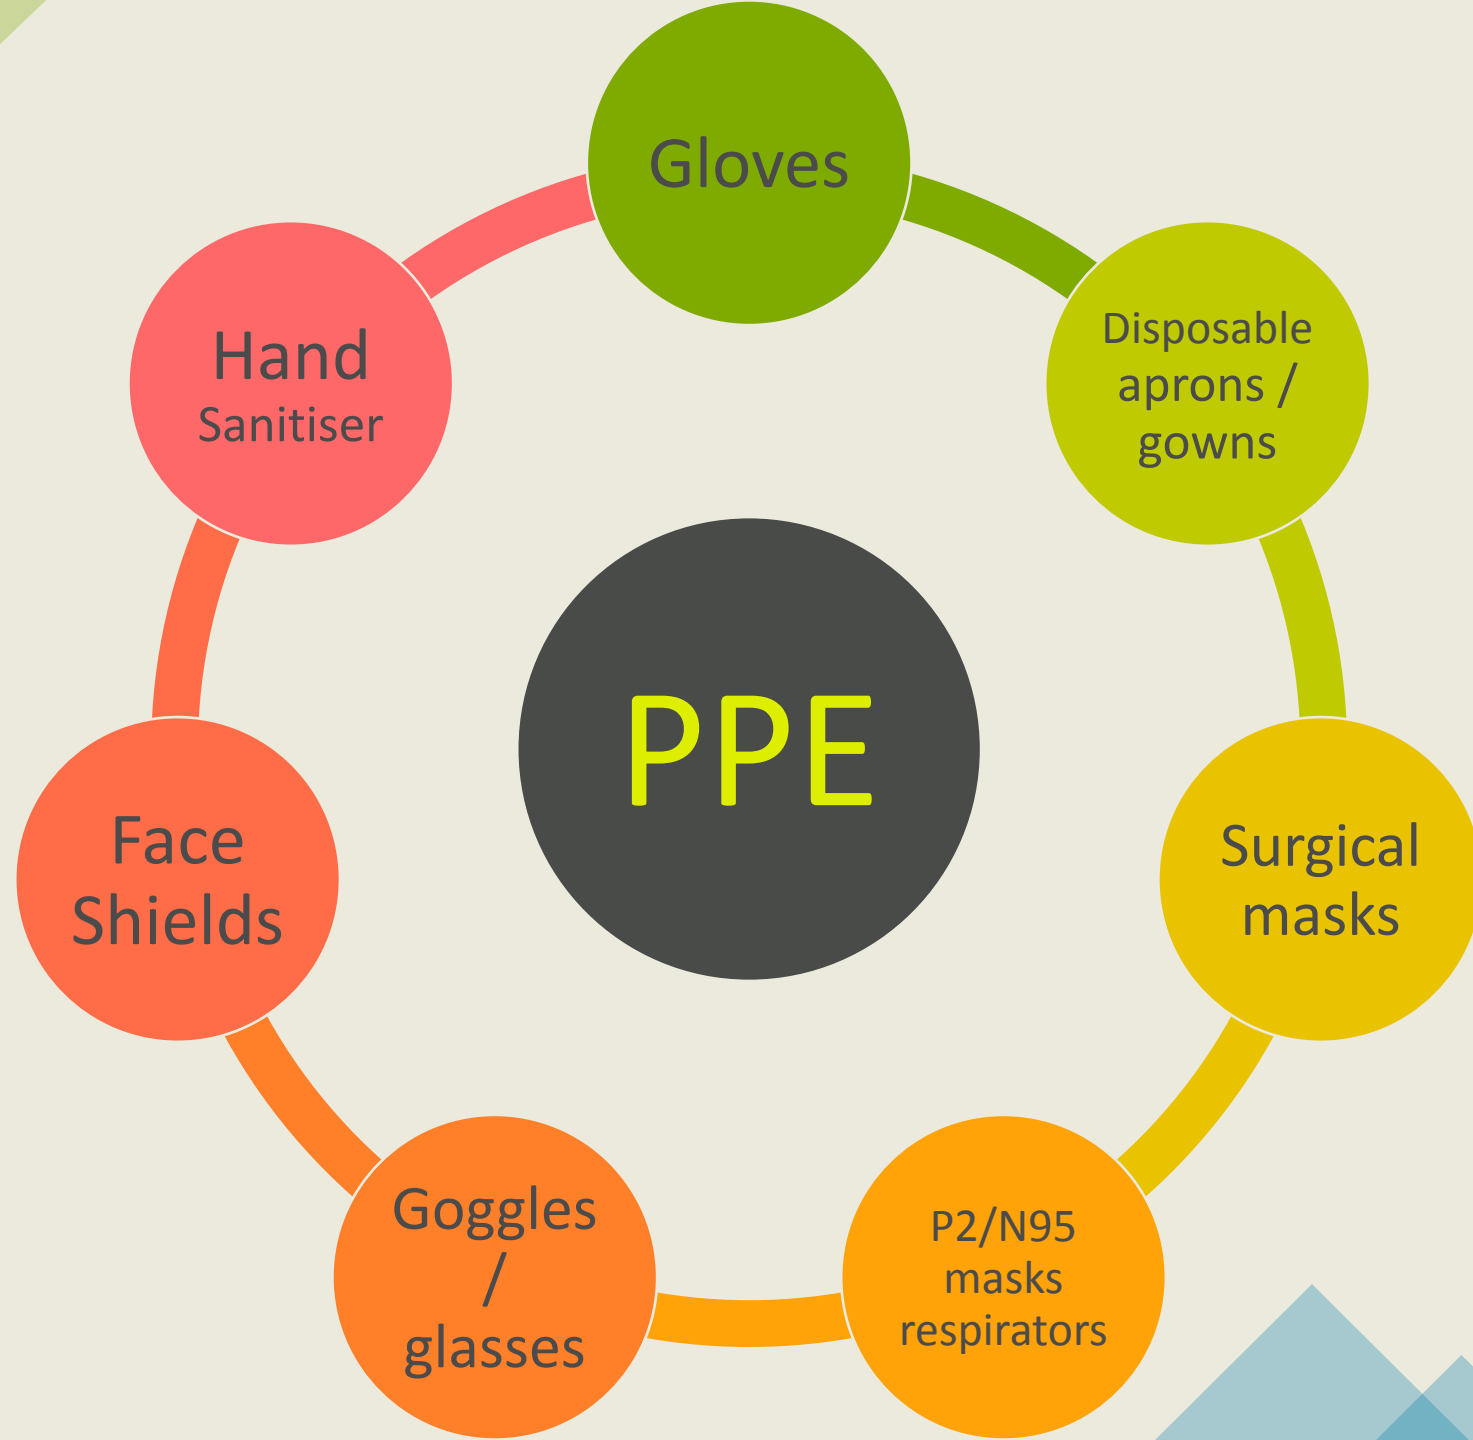 Gloves
Disposable
aprons /
gowns
Surgical
masks
P2/N95
masks
respirators
Goggles
/
glasses
Face
Shields
Hand
Sanitiser
PPE